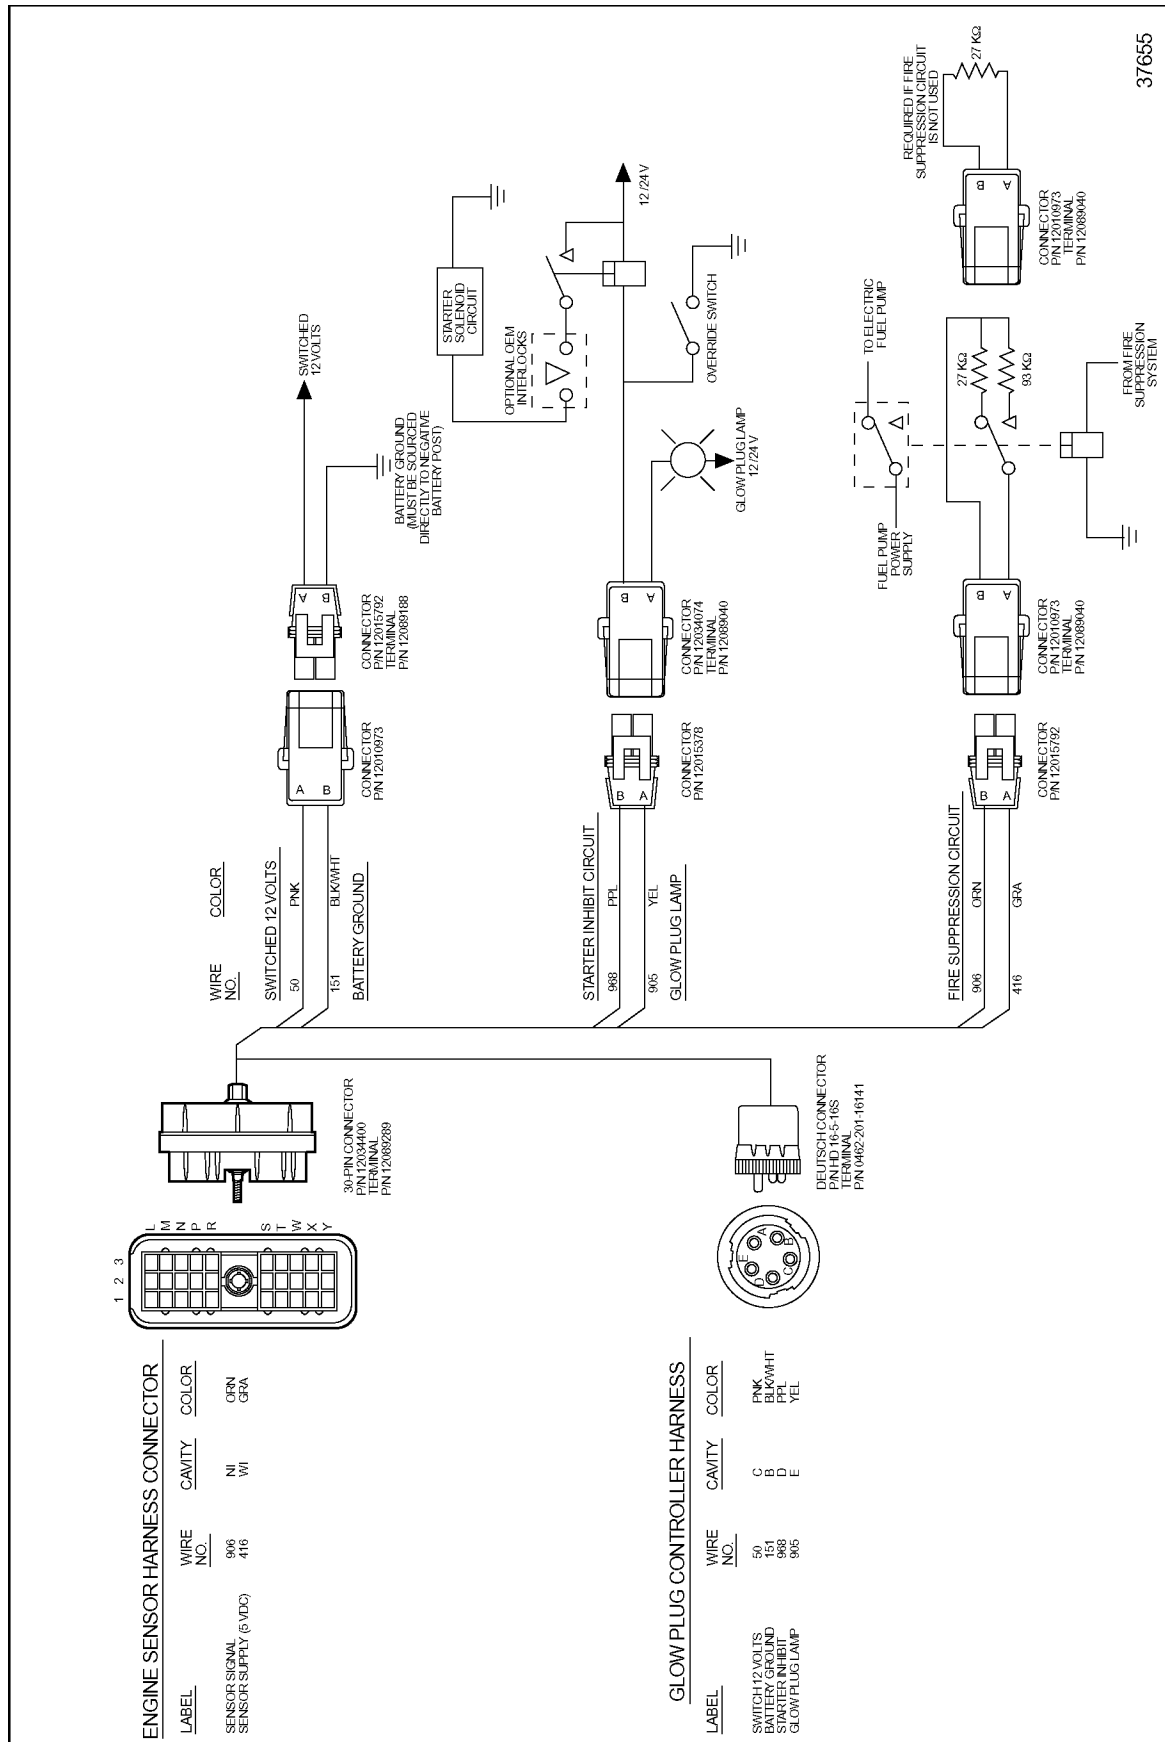 ENGINE SENSOR HARNESS CONNECTOR
LABEL WIRE NO. CAVITY COLOR
SENSOR SIGNAL 906 NI ORN
SENSOR SUPPLY (5 VDC) 416 WI GRA
1 2 3
L
M
N
P
R
S
T
W
X
Y
30-PIN CONNECTOR
P/N 12034400
TERMINAL
P/N 12089289
WIRE NO. COLOR
SWITCHED 12 VOLTS
50 PNK
151 BLK/WHT
BATTERY GROUND
A
B
CONNECTOR
P/N 12010973
A
B
CONNECTOR
P/N 12015792
TERMINAL
P/N 12089188
SWITCHED
12 VOLTS
BATTERY GROUND
(MUST BE SOURCED
DIRECTLY TO NEGATIVE
BATTERY POST)
STARTER INHIBIT CIRCUIT
968 PPL
905 YEL
GLOW PLUG LAMP
B
A
CONNECTOR
P/N 12015378
B
A
CONNECTOR
P/N 12034074
TERMINAL
P/N 12089040
STARTER
SOLENOID
CIRCUIT
OPTIONAL OEM
INTERLOCKS
12 /24 V
OVERRIDE SWITCH
GLOW PLUG LAMP
12 /24 V
GLOW PLUG CONTROLLER HARNESS
LABEL WIRE NO. CAVITY COLOR
SWITCH 12 VOLTS 50 C PNK
BATTERY GROUND 151 B BLK/WHT
STARTER INHIBIT 968 D PPL
GLOW PLUG LAMP 905 E YEL
A
B
C
D
E
DEUTSCH CONNECTOR
P/N HD 16-5-16S
TERMINAL
P/N 0462-201-16141
FIRE SUPPRESSION CIRCUIT
906 ORN
416 GRA
B
A
CONNECTOR
P/N 12015792
B
A
CONNECTOR
P/N 12010973
TERMINAL
P/N 12089040
FUEL PUMP
POWER
SUPPLY
TO ELECTRIC
FUEL PUMP
27 KΩ
93 KΩ
FROM FIRE
SUPPRESSION
SYSTEM
B
A
CONNECTOR
P/N 12010973
TERMINAL
P/N 12089040
REQUIRED IF FIRE
SUPPRESSION CIRCUIT
IS NOT USED
27 KΩ
37655